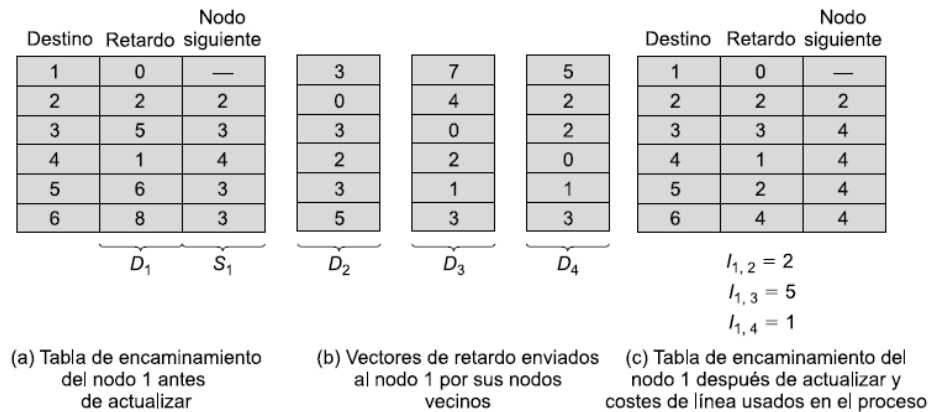 Nodo
Destino Retardo siguiente
1 0 —
2 2 2
3 5 3
4 1 4
5 6 3
6 8 3
D1 S1
(a) Tabla de encaminamiento
del nodo 1 antes
de actualizar
3 7 5
0 4 2
3 0 2
2 2 0
3 1 1
5 3 3
D2 D3 D4
(b) Vectores de retardo enviados
al nodo 1 por sus nodos
vecinos
Nodo
Destino Retardo siguiente
1 0 —
2 2 2
3 3 4
4 1 4
5 2 4
6 4 4
l1, 2 = 2
l1, 3 = 5
l1, 4 = 1
(c) Tabla de encaminamiento del
nodo 1 después de actualizar y
costes de línea usados en el proceso